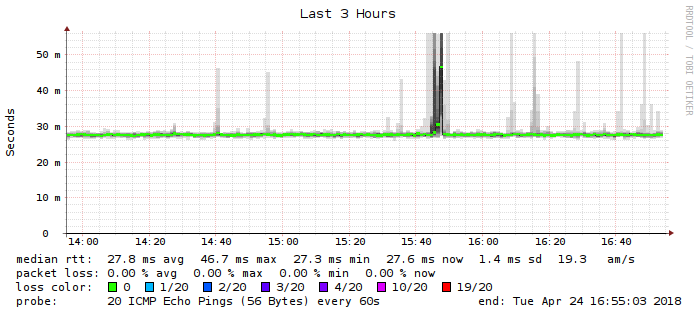 Last 3 Hours
RRDTOOL / TOBI OETIKER
Seconds
50 m
40 m
30 m
20 m
10 m
0
14:00 14:20 14:40 15:00 15:20 15:40 16:00 16:20 16:40
median rtt: 27.8 ms avg 46.7 ms max 27.3 ms min 27.6 ms now 1.4 ms sd 19.3 am/s
packet loss: 0.00 % avg 0.00 % max 0.00 % min 0.00 % now
loss color: 0 1/20 2/20 3/20 4/20 10/20 19/20
probe: 20 ICMP Echo Pings (56 Bytes) every 60s end: Tue Apr 24 16:55:03 2018